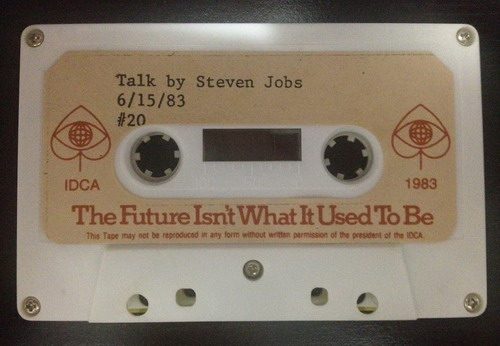 Talk by Steven Jobs
6/15/83
#20
IDCA
1983
The Future Isn't What It Used To Be
This Tape may not be reproduced in any form without written permission of the president of the IDCA.